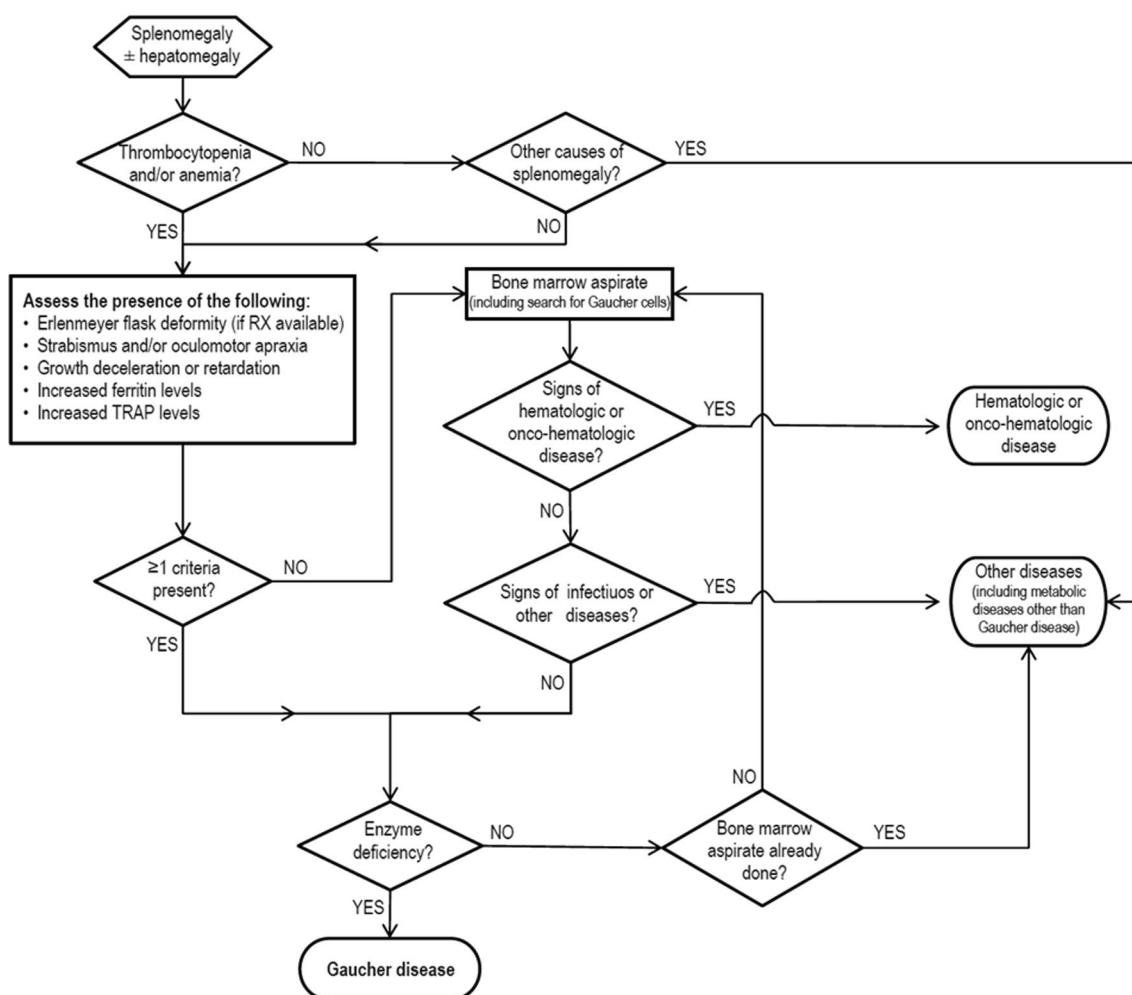 Splenomegaly
± hepatomegaly
Thrombocytopenia
and/or anemia?
NO
Other causes of
splenomegaly?
YES
YES
NO
Assess the presence of the following:
• Erlenmeyer flask deformity (if RX available)
• Strabismus and/or oculomotor apraxia
• Growth deceleration or retardation
• Increased ferritin levels
• Increased TRAP levels
Bone marrow aspirate
(including search for Gaucher cells)
Signs of
hematologic or
onco-hematologic
disease?
YES
Hematologic or
onco-hematologic
disease
NO
≥1 criteria
present?
NO
YES
Signs of infectiuos or
other diseases?
YES
Other diseases
(including metabolic
diseases other than
Gaucher disease)
NO
Enzyme
deficiency?
NO
Bone marrow
aspirate already
done?
NO
YES
YES
Gaucher disease